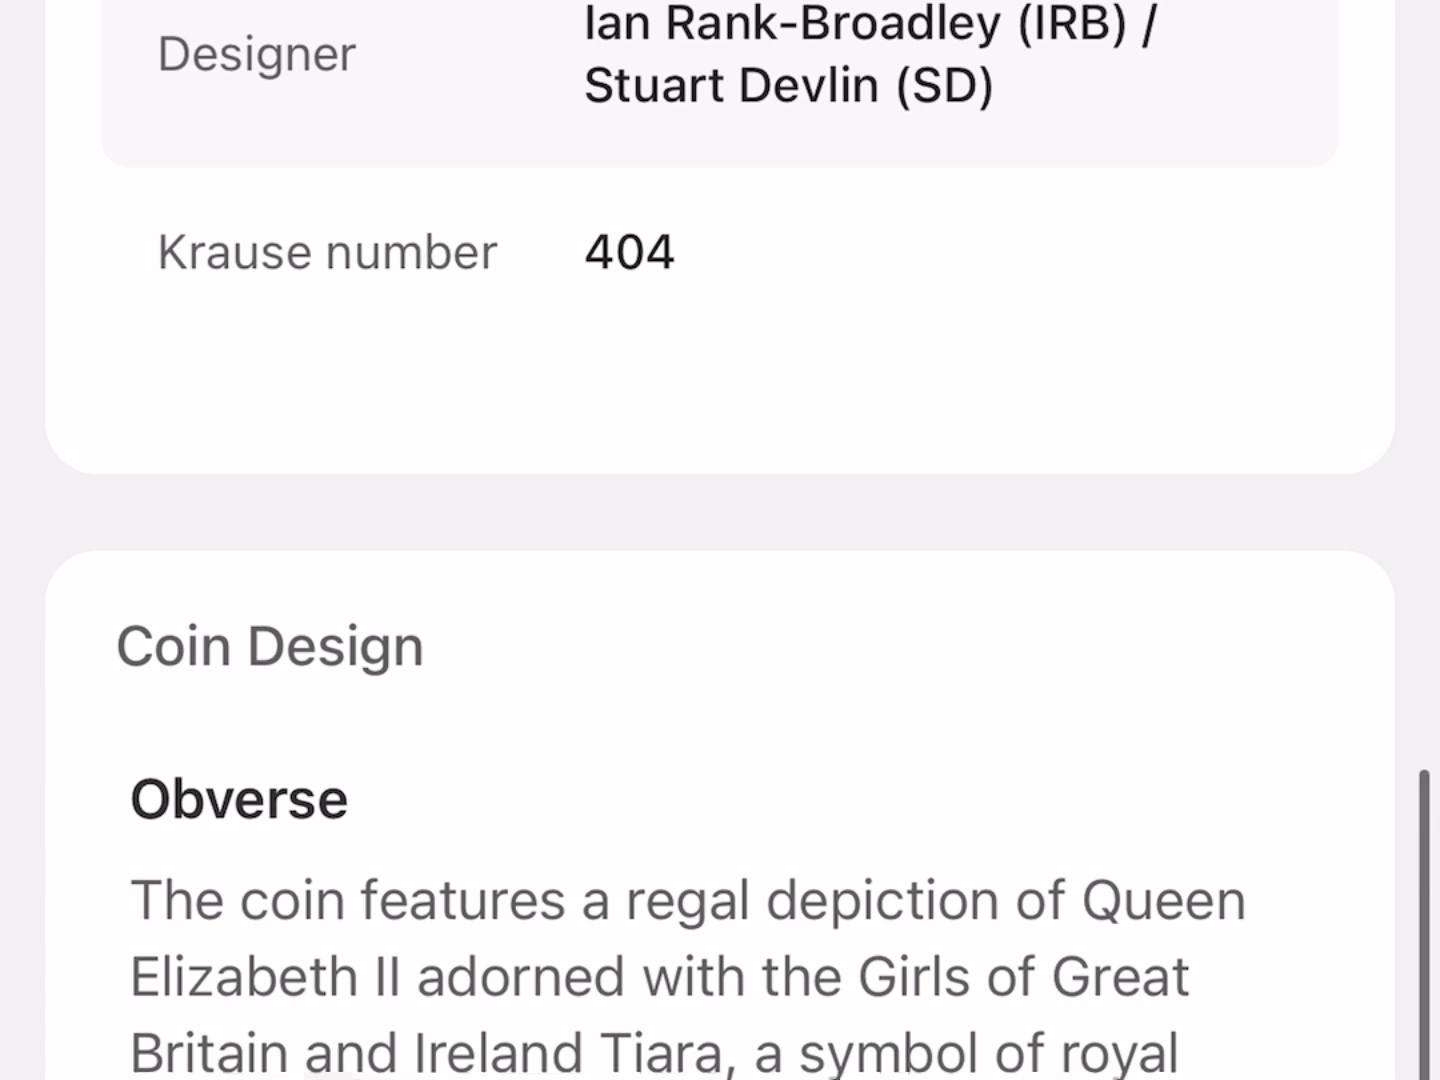 Ian Rank-Broadley (IRB) /
Designer
Stuart Devlin (SD)
Krause number 404
Coin Design
Obverse
The coin features a regal depiction of Queen
Elizabeth II adorned with the Girls of Great
Britain and Ireland Tiara, a symbol of royal